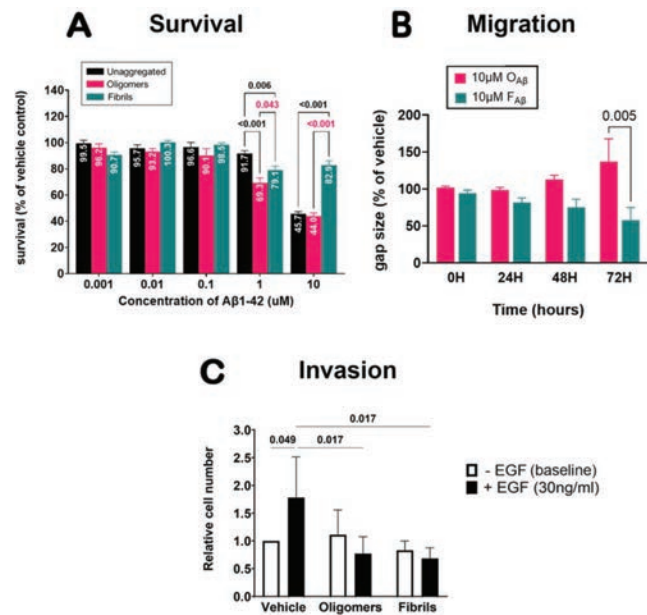 A Survival
Unaggregated
Oligomers
Fibrils
0.006
<0.001
0.043
<0.001
<0.001
survival (% of vehicle control)
140
120
100
80
60
40
20
0
99.5 96.2 90.7 95.7 93.2 100.3 96.6 90.1 98.5 91.7 69.3 79.1 45.7 44.0 82.9
0.001 0.01 0.1 1 10
Concentration of Aβ1-42 (uM)
B Migration
10μM OAβ
10μM FAβ
0.005
gap size (% of vehicle)
200
150
100
50
0
0H 24H 48H 72H
Time (hours)
C Invasion
0.017
0.049 0.017
Relative cell number
3.0
2.5
2.0
1.5
1.0
0.5
0.0
- EGF (baseline)
+ EGF (30ng/ml)
Vehicle Oligomers Fibrils